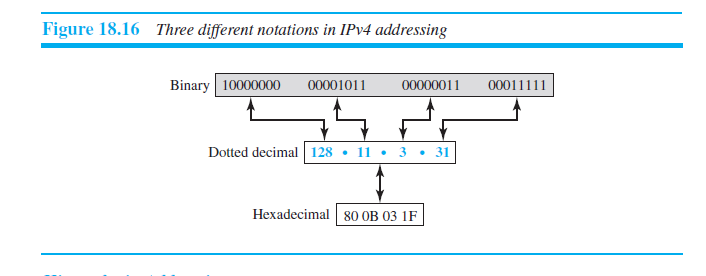 Figure 18.16 Three different notations in IPv4 addressing
Binary 10000000 00001011 00000011 00011111
Dotted decimal 128 • 11 • 3 • 31
Hexadecimal 80 0B 03 1F